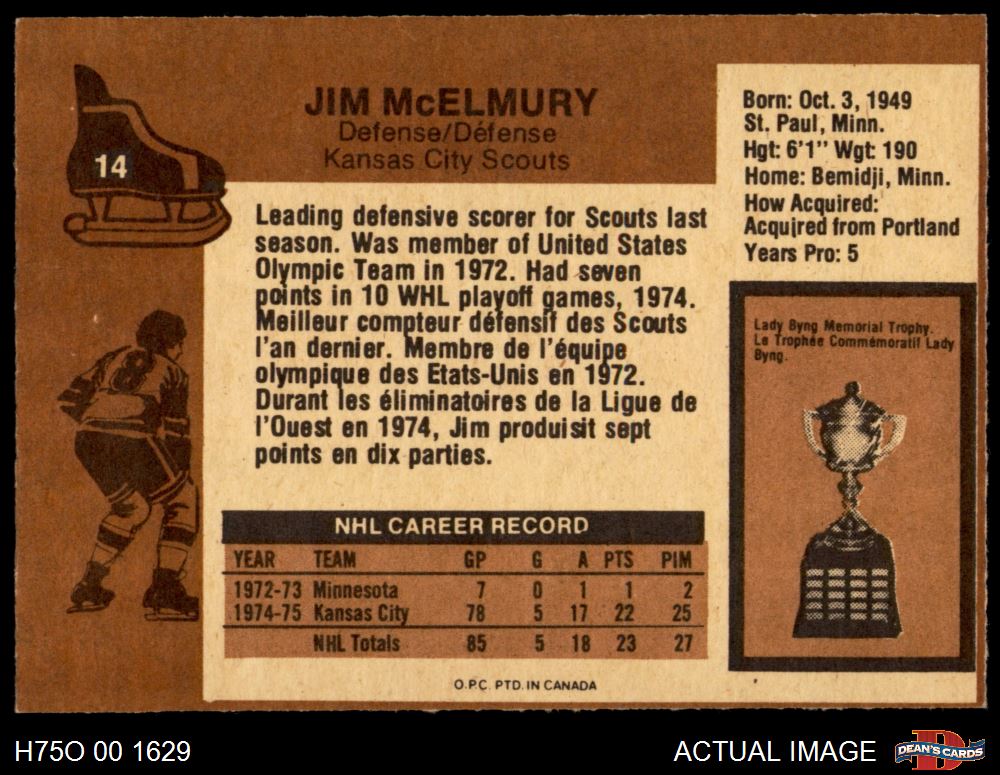 14
JIM McELMURY
Defense/Défense
Kansas City Scouts
Born: Oct. 3, 1949
St. Paul, Minn.
Hgt: 6'1" Wgt: 190
Home: Bemidji, Minn.
How Acquired:
Acquired from Portland
Years Pro: 5
Leading defensive scorer for Scouts last
season. Was member of United States
Olympic Team in 1972. Had seven
points in 10 WHL playoff games, 1974.
Meilleur compteur défensif des Scouts
l'an dernier. Membre de l'équipe
olympique des Etats-Unis en 1972.
Durant les éliminatoires de la Ligue de
l'Ouest en 1974, Jim produisit sept
points en dix parties.
Lady Byng Memorial Trophy.
Le Trophée Commémoratif Lady
Byng.
8
NHL CAREER RECORD
YEAR TEAM GP G A PTS PIM
1972-73 Minnesota 7 0 1 1 2
1974-75 Kansas City 78 5 17 22 25
NHL Totals 85 5 18 23 27
O.P.C. PTD. IN CANADA
H75O 00 1629
ACTUAL IMAGE
D
DEAN'S CARDS